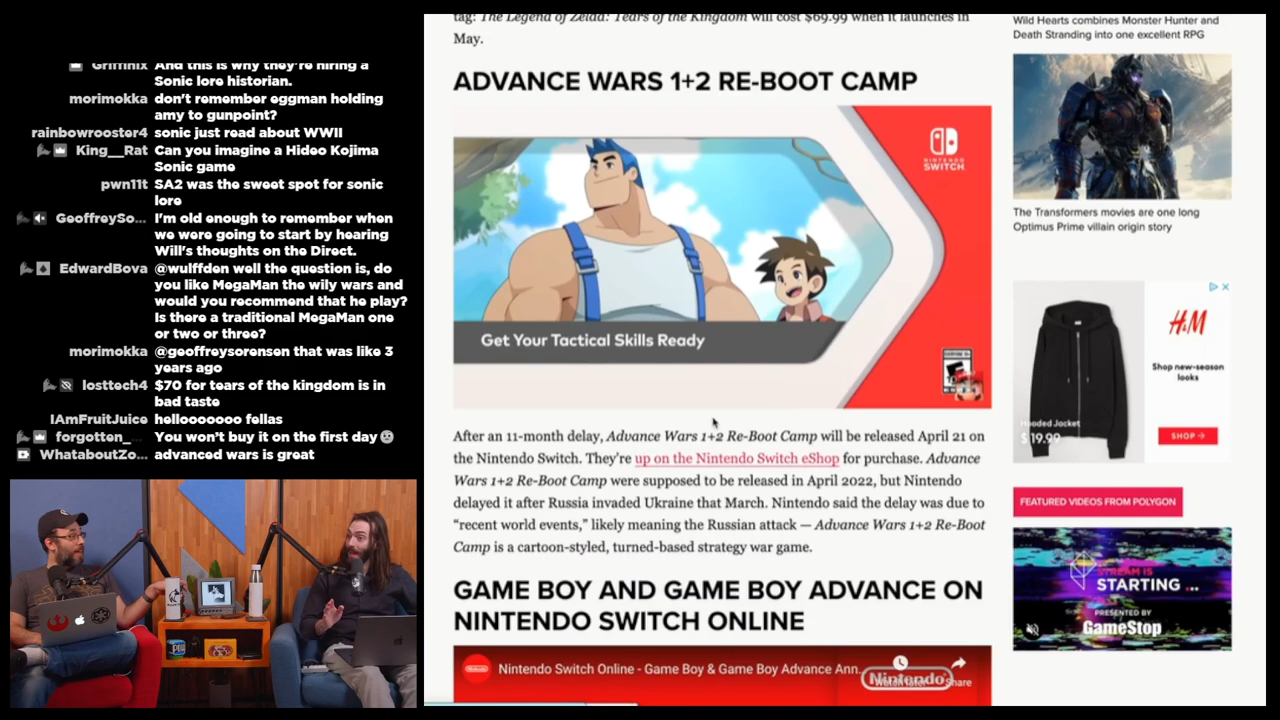 Griffinix And this is why they're hiring a
Sonic lore historian.
morimokka don't remember eggman holding
amy to gunpoint?
rainbowrooster4 sonic just read about WWII
King__Rat Can you imagine a Hideo Kojima
Sonic game
pwn11t SA2 was the sweet spot for sonic
lore
GeoffreySo... I'm old enough to remember when
we were going to start by hearing
Will's thoughts on the Direct.
EdwardBova @wulffden well the question is, do
you like MegaMan the wily wars and
would you recommend that he play?
Is there a traditional MegaMan one
or two or three?
morimokka @geoffreysorensen that was like 3
years ago
losttech4 $70 for tears of the kingdom is in
bad taste
IAmFruitJuice hellooooooo fellas
forgotten_... You won't buy it on the first day
WhataboutZo... advanced wars is great
tag: The Legend of Zelda: Tears of the Kingdom will cost $69.99 when it launches in
May.
ADVANCE WARS 1+2 RE-BOOT CAMP
NINTENDO
SWITCH
Get Your Tactical Skills Ready
EVERYONE
After an 11-month delay, Advance Wars 1+2 Re-Boot Camp will be released April 21 on
the Nintendo Switch. They're up on the Nintendo Switch eShop for purchase. Advance
Wars 1+2 Re-Boot Camp were supposed to be released in April 2022, but Nintendo
delayed it after Russia invaded Ukraine that March. Nintendo said the delay was due to
“recent world events,” likely meaning the Russian attack — Advance Wars 1+2 Re-Boot
Camp is a cartoon-styled, turned-based strategy war game.
GAME BOY AND GAME BOY ADVANCE ON
NINTENDO SWITCH ONLINE
Nintendo Switch Online - Game Boy & Game Boy Advance Ann...
Watch later
Share
Nintendo
Wild Hearts combines Monster Hunter and
Death Stranding into one excellent RPG
The Transformers movies are one long
Optimus Prime villain origin story
Hooded Jacket
$19.99
H&M
Shop new-season
looks
SHOP
FEATURED VIDEOS FROM POLYGON
STREAM IS
STARTING ...
PRESENTED BY
GameStop